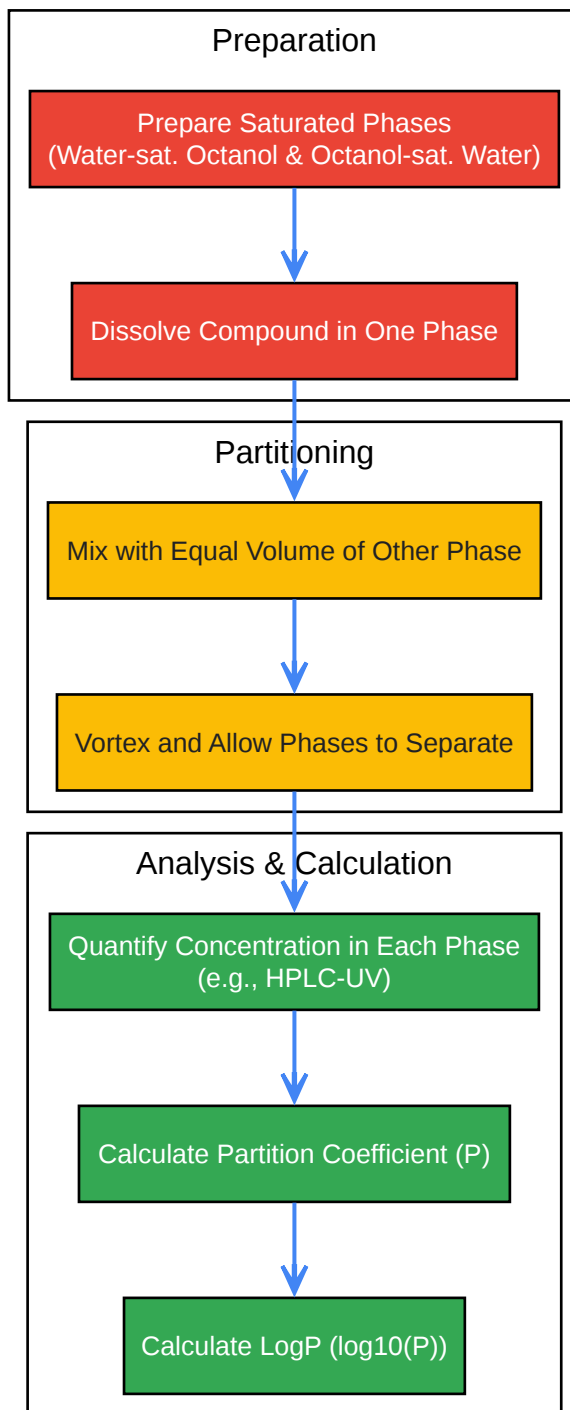 Preparation
Prepare Saturated Phases
(Water-sat. Octanol & Octanol-sat. Water)
Dissolve Compound in One Phase
Partitioning
Mix with Equal Volume of Other Phase
Vortex and Allow Phases to Separate
Analysis & Calculation
Quantify Concentration in Each Phase
(e.g., HPLC-UV)
Calculate Partition Coefficient (P)
Calculate LogP (log10(P))